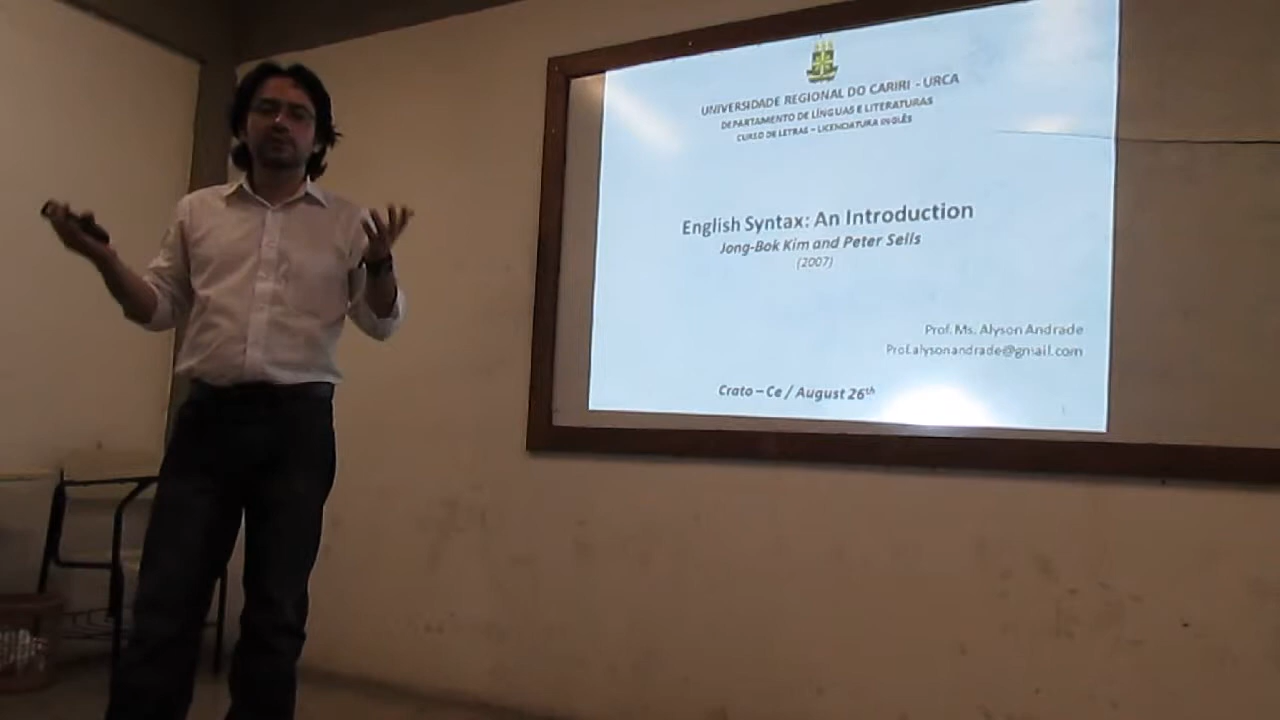 UNIVERSIDADE REGIONAL DO CARIRI - URCA
DEPARTAMENTO DE LÍNGUAS E LITERATURAS
CURSO DE LETRAS – LICENCIATURA INGLÊS
English Syntax: An Introduction
Jong-Bok Kim and Peter Sells
(2007)
Prof. Ms. Alyson Andrade
Prof.alysonandrade@gmail.com
Crato – Ce / August 26th